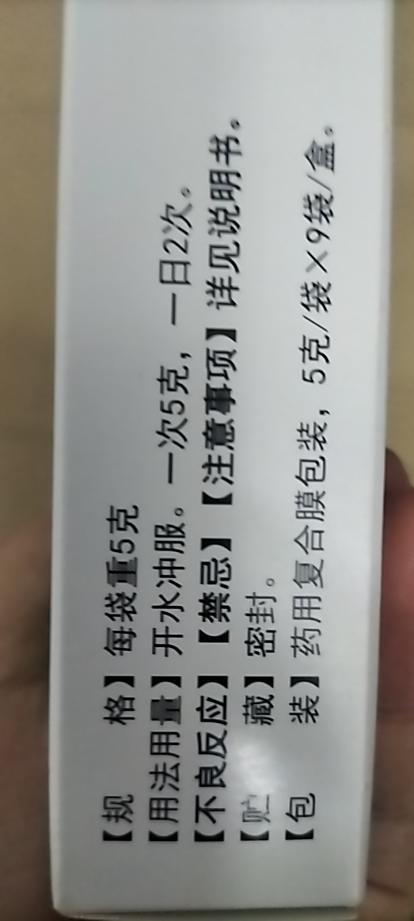 【规　格】每袋重5克
【用法用量】开水冲服。一次5克，一日2次。
【不良反应】【禁忌】【注意事项】详见说明书。
【贮　藏】密封。
【包　装】药用复合膜包装，5克/袋×9袋/盒。